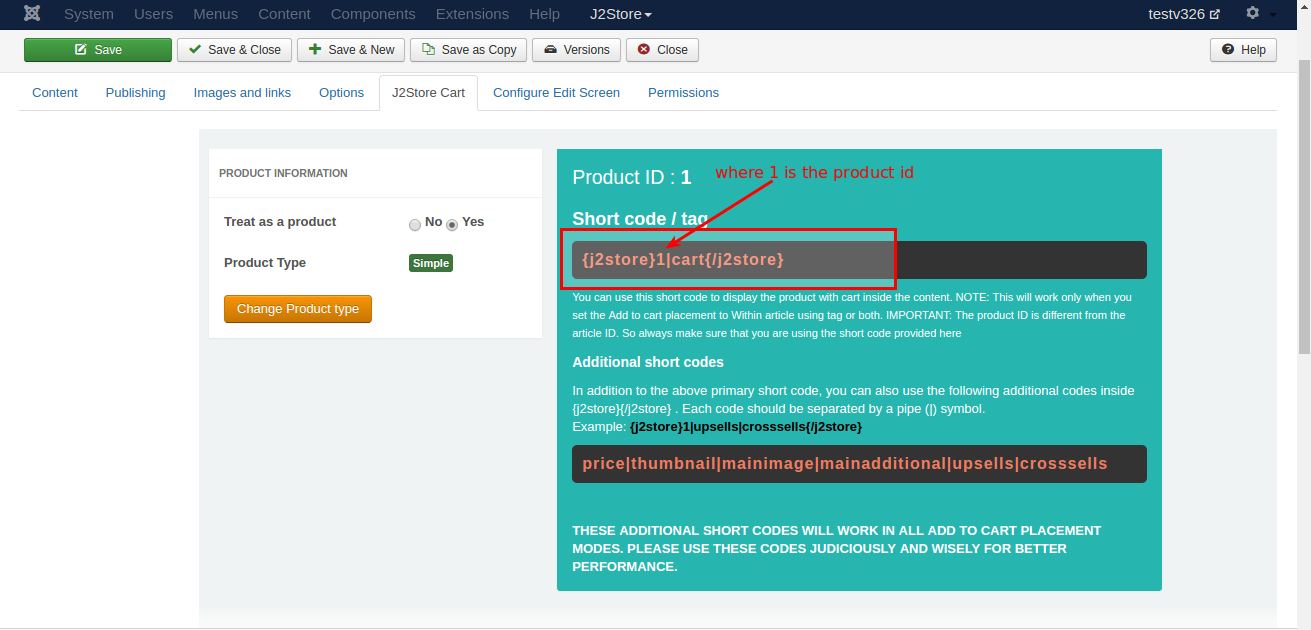 System Users Menus Content Components Extensions Help J2Store testv326
Save Save & Close Save & New Save as Copy Versions Close Help
Content Publishing Images and links Options J2Store Cart Configure Edit Screen Permissions
PRODUCT INFORMATION
Treat as a product No Yes
Product Type Simple
Change Product type
Product ID : 1 where 1 is the product id
Short code / tag
{j2store}1|cart{/j2store}
You can use this short code to display the product with cart inside the content. NOTE: This will work only when you
set the Add to cart placement to Within article using tag or both. IMPORTANT: The product ID is different from the
article ID. So always make sure that you are using the short code provided here
Additional short codes
In addition to the above primary short code, you can also use the following additional codes inside
{j2store}{/j2store} . Each code should be separated by a pipe (|) symbol.
Example: {j2store}1|upsells|crosssells{/j2store}
price|thumbnail|mainimage|mainadditional|upsells|crosssells
THESE ADDITIONAL SHORT CODES WILL WORK IN ALL ADD TO CART PLACEMENT
MODES. PLEASE USE THESE CODES JUDICIOUSLY AND WISELY FOR BETTER
PERFORMANCE.